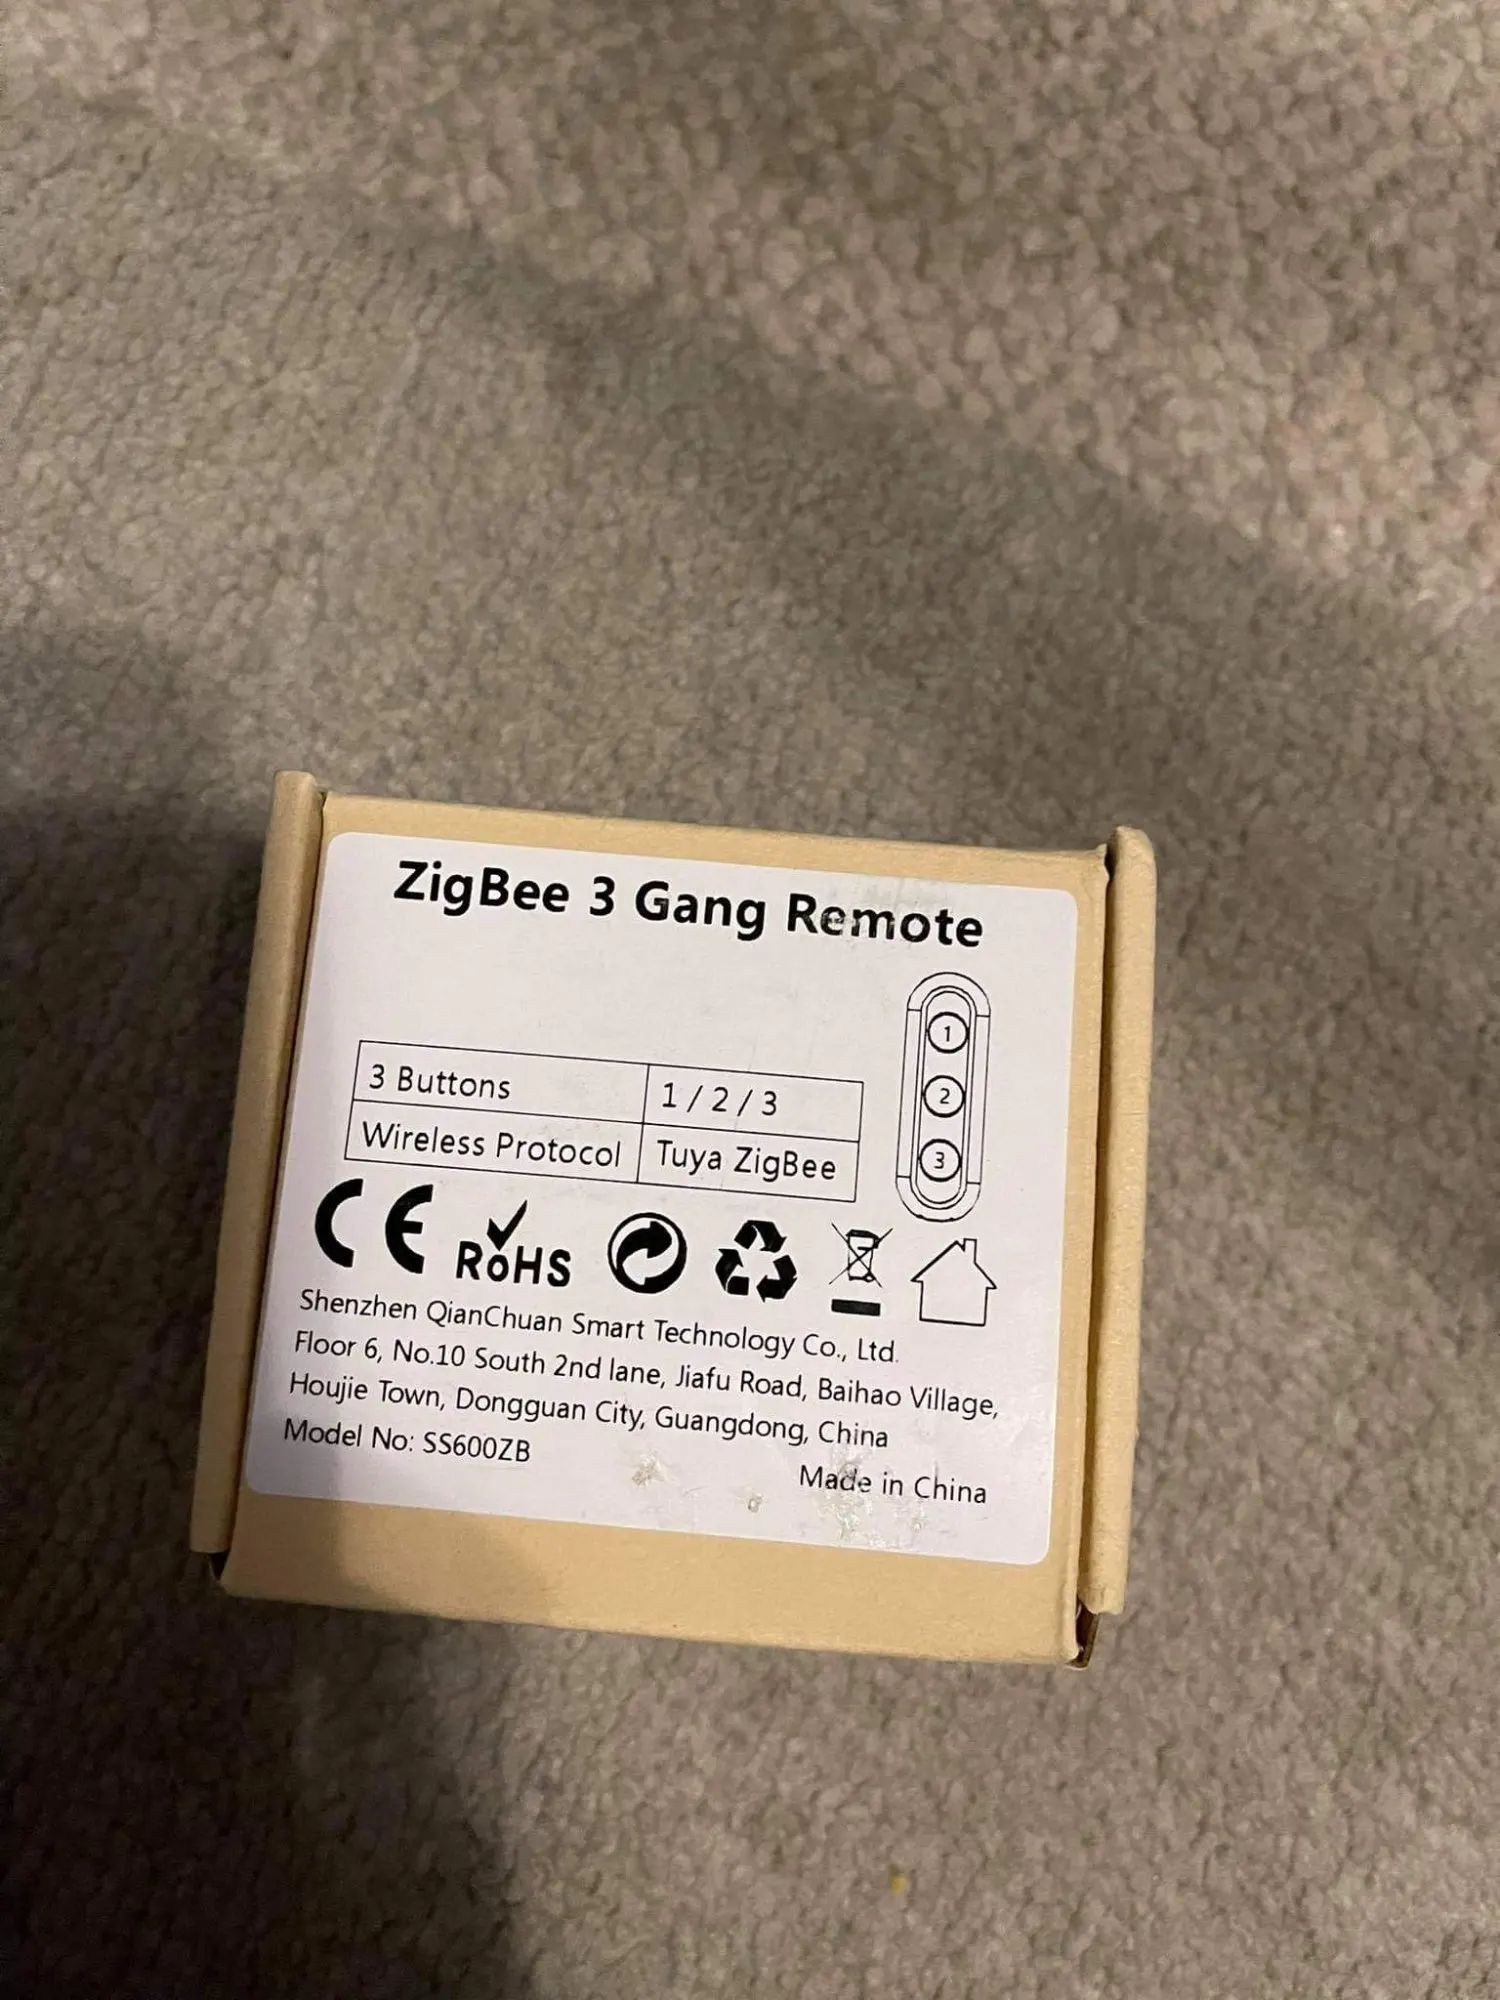 ZigBee 3 Gang Remote
3 Buttons 1 / 2 / 3
Wireless Protocol Tuya ZigBee
1
2
3
CE RoHS
Shenzhen QianChuan Smart Technology Co., Ltd.
Floor 6, No.10 South 2nd lane, Jiafu Road, Baihao Village,
Houjie Town, Dongguan City, Guangdong, China
Model No: SS600ZB
Made in China